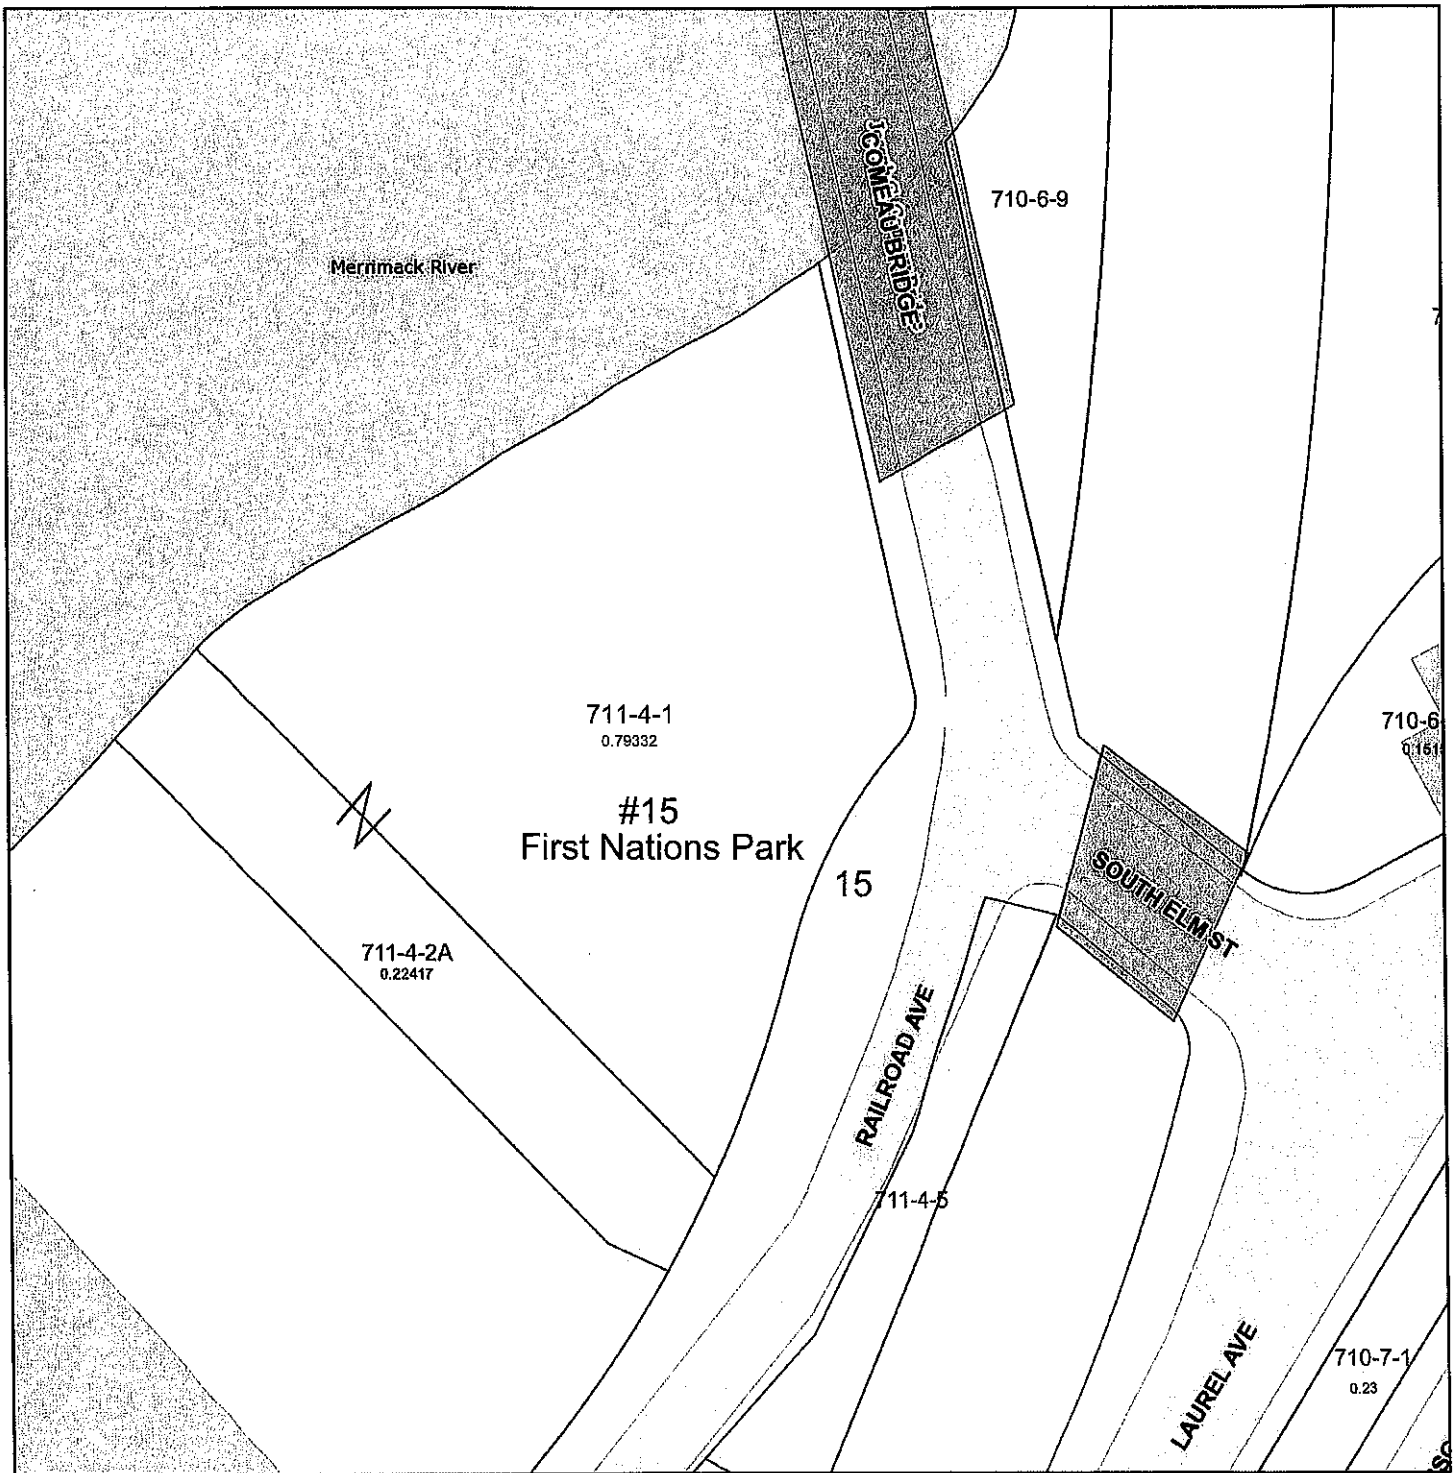 COMEAU BRIDGE
710-6-9
Merrimack River
711-4-1
0.79332
710-6
#15
First Nations Park
15
SOUTH ELM ST
711-4-2A
0.22417
RAILROAD AVE
711-4-5
LAUREL AVE
710-7-1
0.23